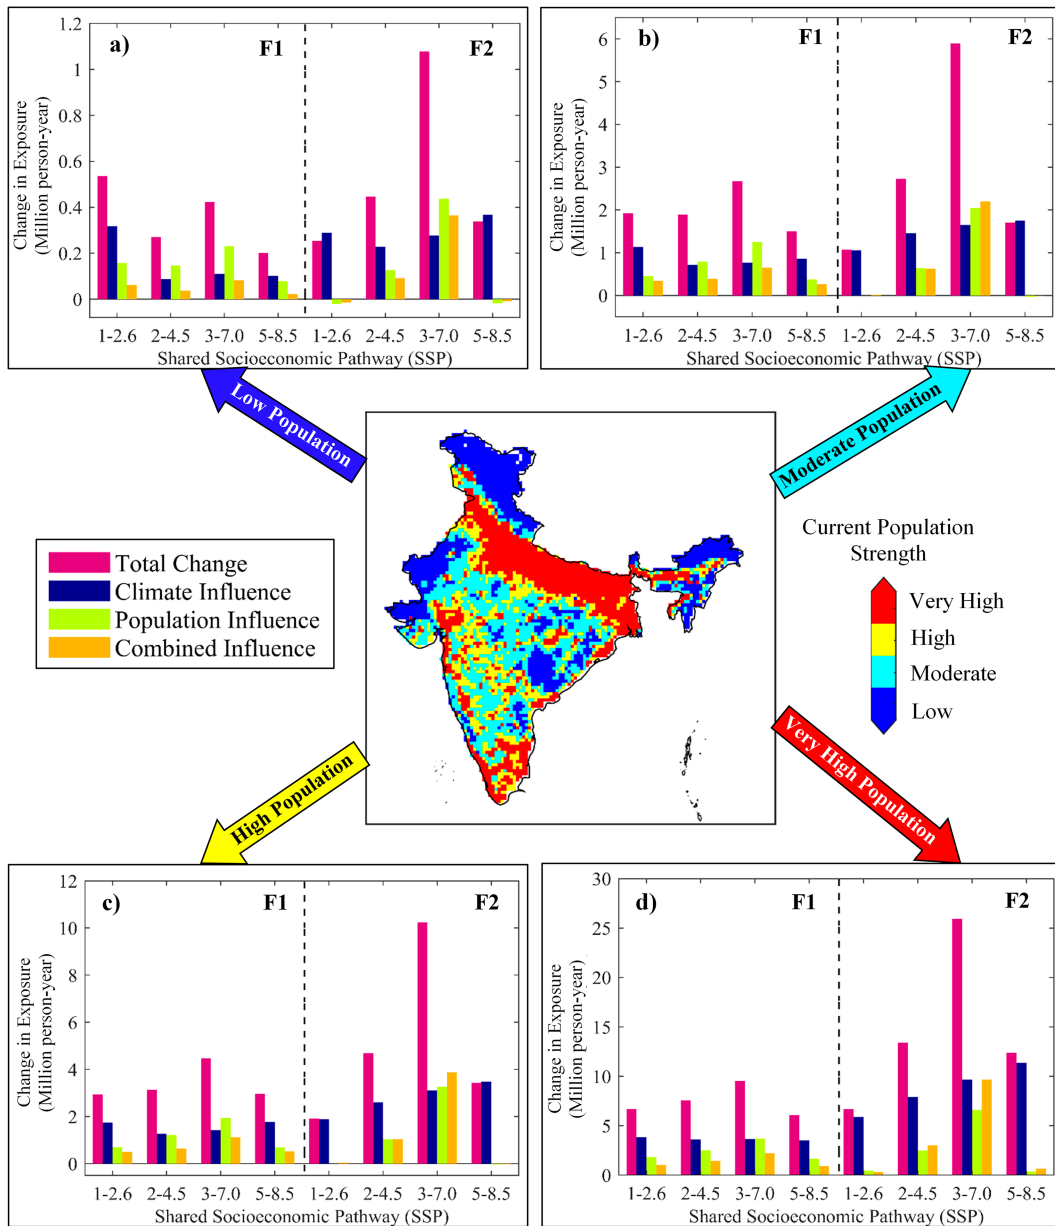 a)
F1
F2
1.2
1
0.8
0.6
0.4
0.2
0
Change in Exposure
(Million person-year)
1-2.6
2-4.5
3-7.0
5-8.5
1-2.6
2-4.5
3-7.0
5-8.5
Shared Socioeconomic Pathway (SSP)
b)
F1
F2
6
5
4
3
2
1
0
Change in Exposure
(Million person-year)
1-2.6
2-4.5
3-7.0
5-8.5
1-2.6
2-4.5
3-7.0
5-8.5
Shared Socioeconomic Pathway (SSP)
Low Population
Moderate Population
Total Change
Climate Influence
Population Influence
Combined Influence
Current Population
Strength
Very High
High
Moderate
Low
High Population
Very High Population
c)
F1
F2
12
10
8
6
4
2
0
Change in Exposure
(Million person-year)
1-2.6
2-4.5
3-7.0
5-8.5
1-2.6
2-4.5
3-7.0
5-8.5
Shared Socioeconomic Pathway (SSP)
d)
F1
F2
30
25
20
15
10
5
0
Change in Exposure
(Million person-year)
1-2.6
2-4.5
3-7.0
5-8.5
1-2.6
2-4.5
3-7.0
5-8.5
Shared Socioeconomic Pathway (SSP)